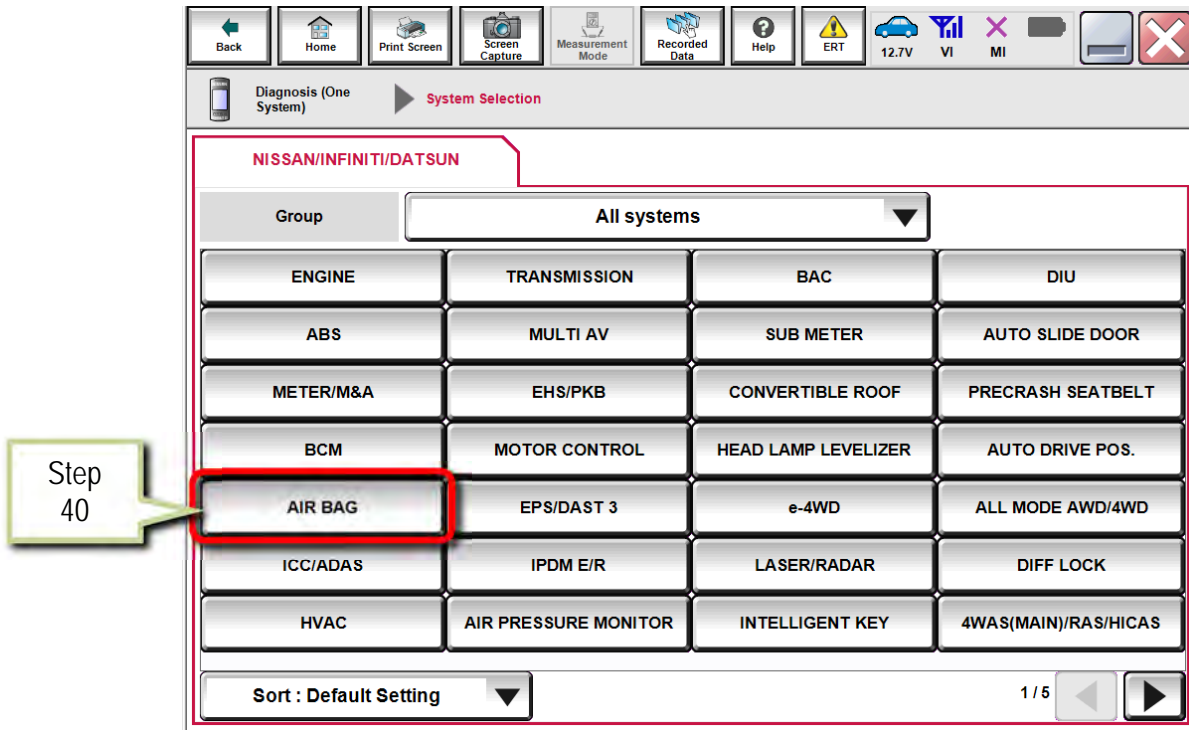 Back
Home
Print Screen
Screen
Capture
Measurement
Mode
Recorded
Data
Help
ERT
12.7V
VI
MI
Diagnosis (One
System)
System Selection
NISSAN/INFINITI/DATSUN
Group
All systems
ENGINE
TRANSMISSION
BAC
DIU
ABS
MULTI AV
SUB METER
AUTO SLIDE DOOR
METER/M&A
EHS/PKB
CONVERTIBLE ROOF
PRECRASH SEATBELT
BCM
MOTOR CONTROL
HEAD LAMP LEVELIZER
AUTO DRIVE POS.
Step
40
AIR BAG
EPS/DAST 3
e-4WD
ALL MODE AWD/4WD
ICC/ADAS
IPDM E/R
LASER/RADAR
DIFF LOCK
HVAC
AIR PRESSURE MONITOR
INTELLIGENT KEY
4WAS(MAIN)/RAS/HICAS
Sort : Default Setting
1 / 5